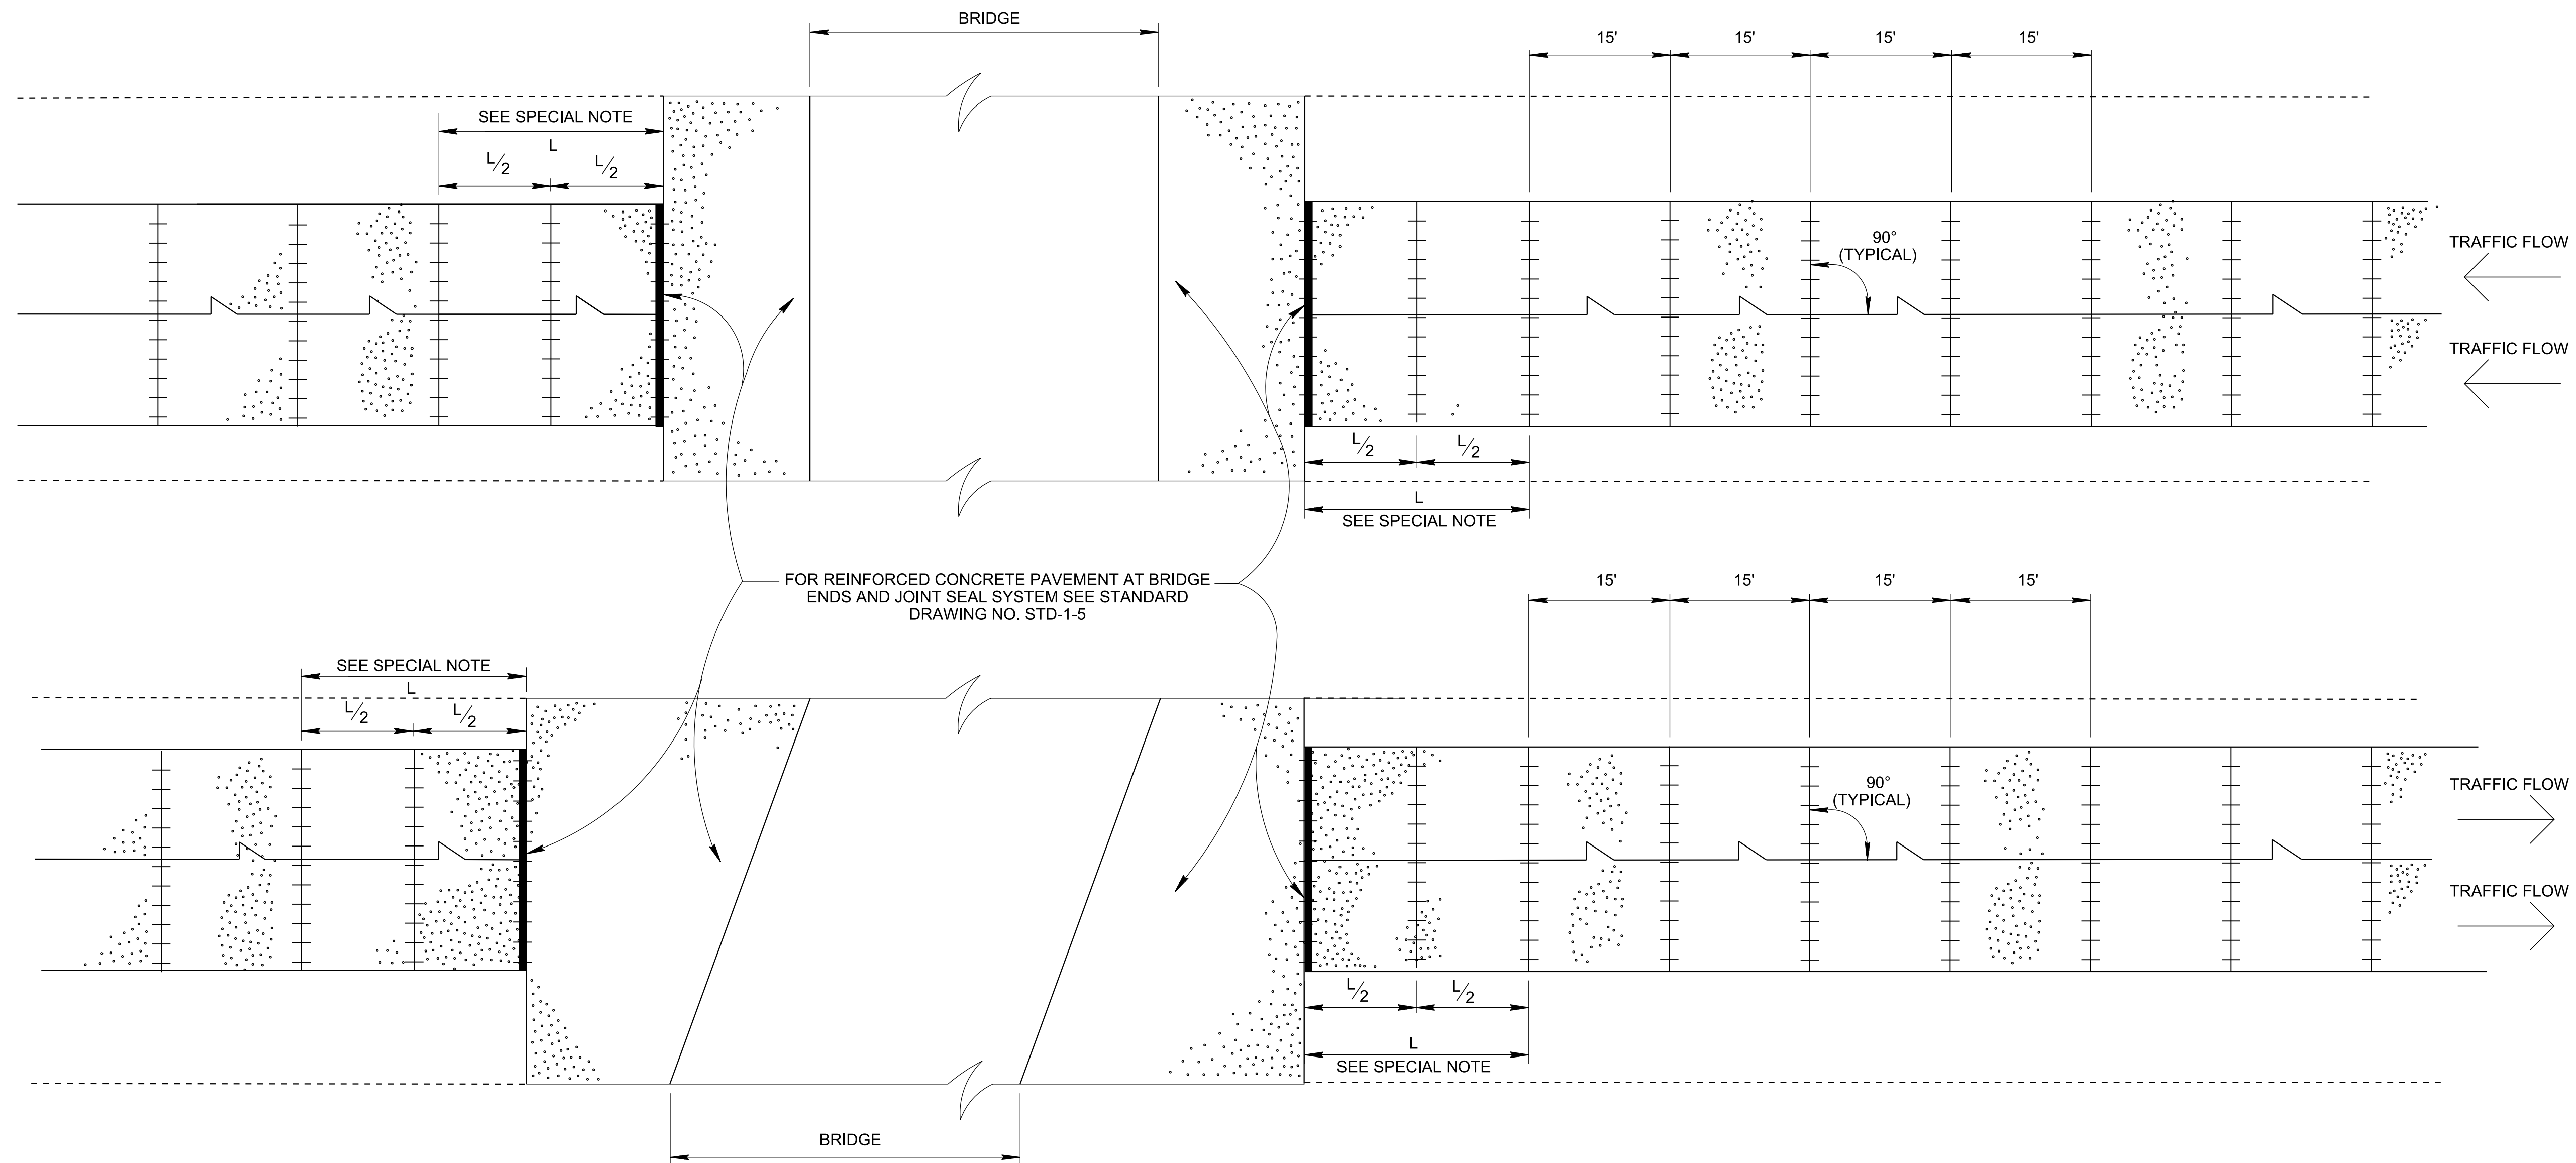 BRIDGE
15' 15' 15' 15'
SEE SPECIAL NOTE
L
L/2 L/2
90°
(TYPICAL)
TRAFFIC FLOW
TRAFFIC FLOW
L/2 L/2
L
SEE SPECIAL NOTE
FOR REINFORCED CONCRETE PAVEMENT AT BRIDGE
ENDS AND JOINT SEAL SYSTEM SEE STANDARD
DRAWING NO. STD-1-5
15' 15' 15' 15'
SEE SPECIAL NOTE
L
L/2 L/2
90°
(TYPICAL)
TRAFFIC FLOW
TRAFFIC FLOW
L/2 L/2
L
SEE SPECIAL NOTE
BRIDGE